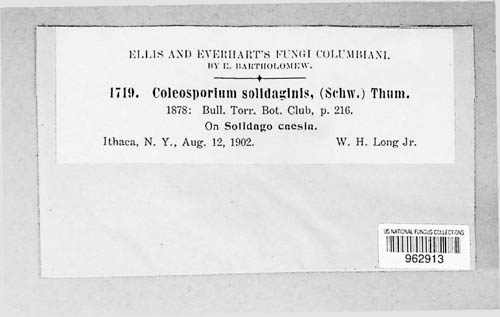 ELLIS AND EVERHART'S FUNGI COLUMBIANI.
BY E. BARTHOLOMEW.
1719. Coleosporium solidaginis, (Schw.) Thum.
1878: Bull. Torr. Bot. Club, p. 216.
On Solidago caesia.
Ithaca, N. Y., Aug. 12, 1902. W. H. Long Jr.
US NATIONAL FUNGUS COLLECTIONS
962913